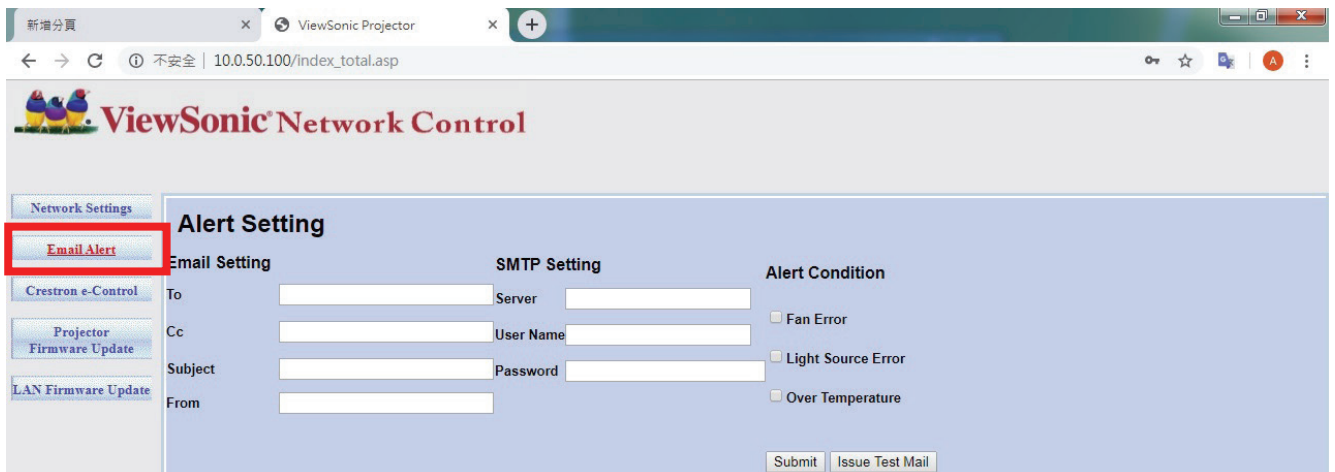 新增分頁
ViewSonic Projector
不安全 | 10.0.50.100/index_total.asp
A
ViewSonic® Network Control
Network Settings
Email Alert
Crestron e-Control
Projector
Firmware Update
LAN Firmware Update
Alert Setting
Email Setting
To
Cc
Subject
From
SMTP Setting
Server
User Name
Password
Alert Condition
Fan Error
Light Source Error
Over Temperature
Submit
Issue Test Mail